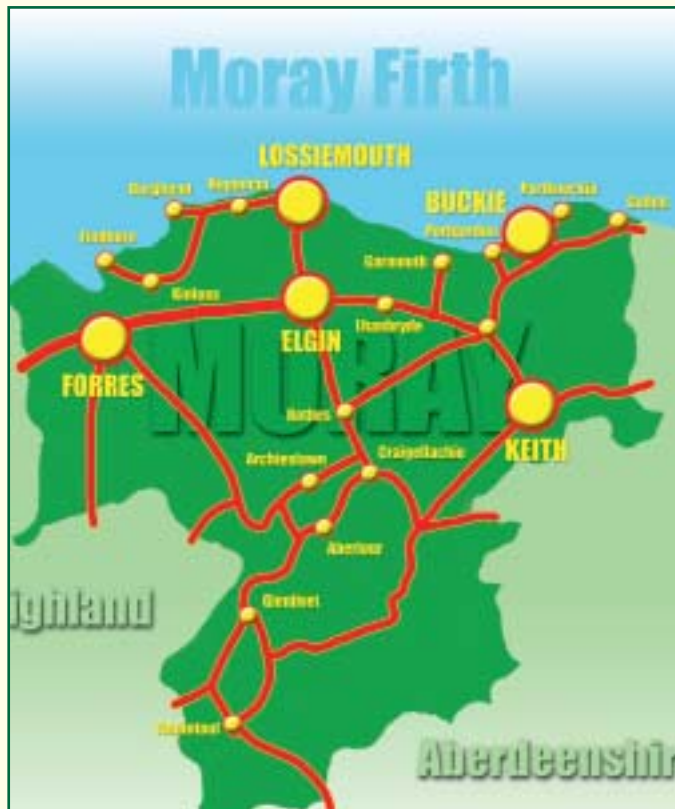 Moray Firth
LOSSIEMOUTH
Burghead
Hopeman
BUCKIE
Portknockie
Cullen
Portgordon
Findhorn
Garmouth
Kinloss
Lhanbryde
ELGIN
FORRES
MORAY
Rothes
KEITH
Archiestown
Craigellachie
Aberlour
Glenlivet
ighland
Tomintoul
Aberdeenshir